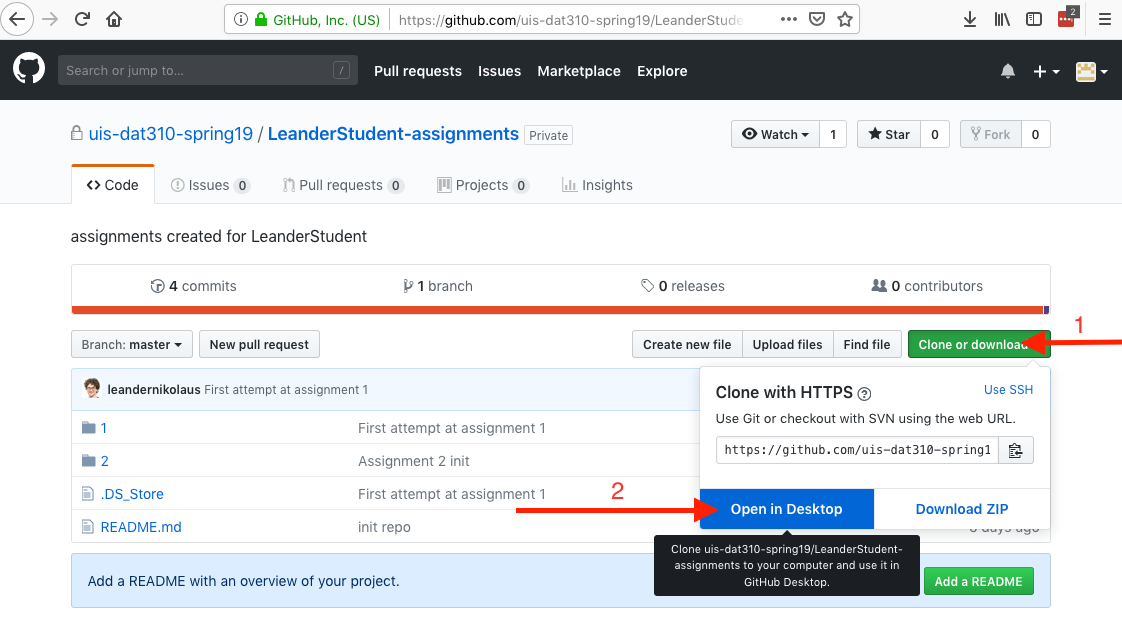 GitHub, Inc. (US) https://github.com/uis-dat310-spring19/LeanderStude
2
Search or jump to... / Pull requests Issues Marketplace Explore
uis-dat310-spring19 / LeanderStudent-assignments Private
Watch 1 Star 0 Fork 0
Code Issues 0 Pull requests 0 Projects 0 Insights
assignments created for LeanderStudent
4 commits 1 branch 0 releases 0 contributors
1
Branch: master New pull request Create new file Upload files Find file Clone or download
leandernikolaus First attempt at assignment 1
1 First attempt at assignment 1
2 Assignment 2 init
.DS_Store First attempt at assignment 1
README.md init repo
Clone with HTTPS ? Use SSH
Use Git or checkout with SVN using the web URL.
https://github.com/uis-dat310-spring1
2
Open in Desktop Download ZIP
days ago
Clone uis-dat310-spring19/LeanderStudent-
assignments to your computer and use it in
GitHub Desktop.
Add a README with an overview of your project. Add a README